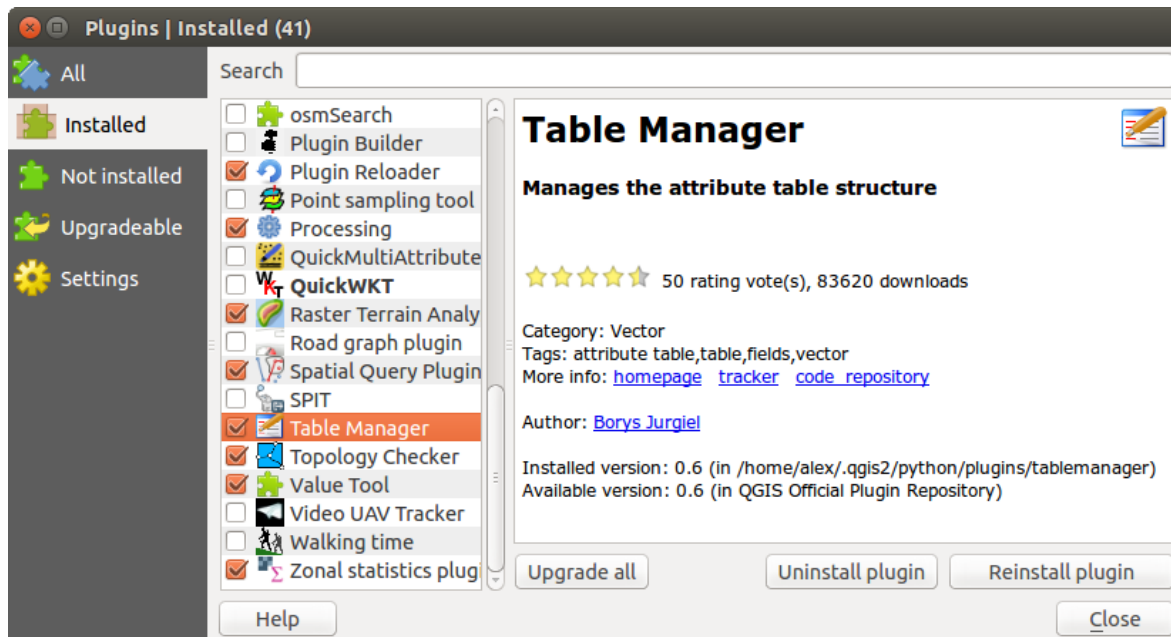 Plugins | Installed (41)
All
Installed
Not installed
Upgradeable
Settings
Search
osmSearch
Plugin Builder
Plugin Reloader
Point sampling tool
Processing
QuickMultiAttribute
WKT QuickWKT
Raster Terrain Analy
Road graph plugin
Spatial Query Plugin
SPIT
Table Manager
Topology Checker
Value Tool
Video UAV Tracker
Walking time
Σ Zonal statistics plugi
Help
Table Manager
Manages the attribute table structure
50 rating vote(s), 83620 downloads
Category: Vector
Tags: attribute table,table,fields,vector
More info: homepage tracker code repository
Author: Borys Jurgiel
Installed version: 0.6 (in /home/alex/.qgis2/python/plugins/tablemanager)
Available version: 0.6 (in QGIS Official Plugin Repository)
Upgrade all
Uninstall plugin
Reinstall plugin
Close